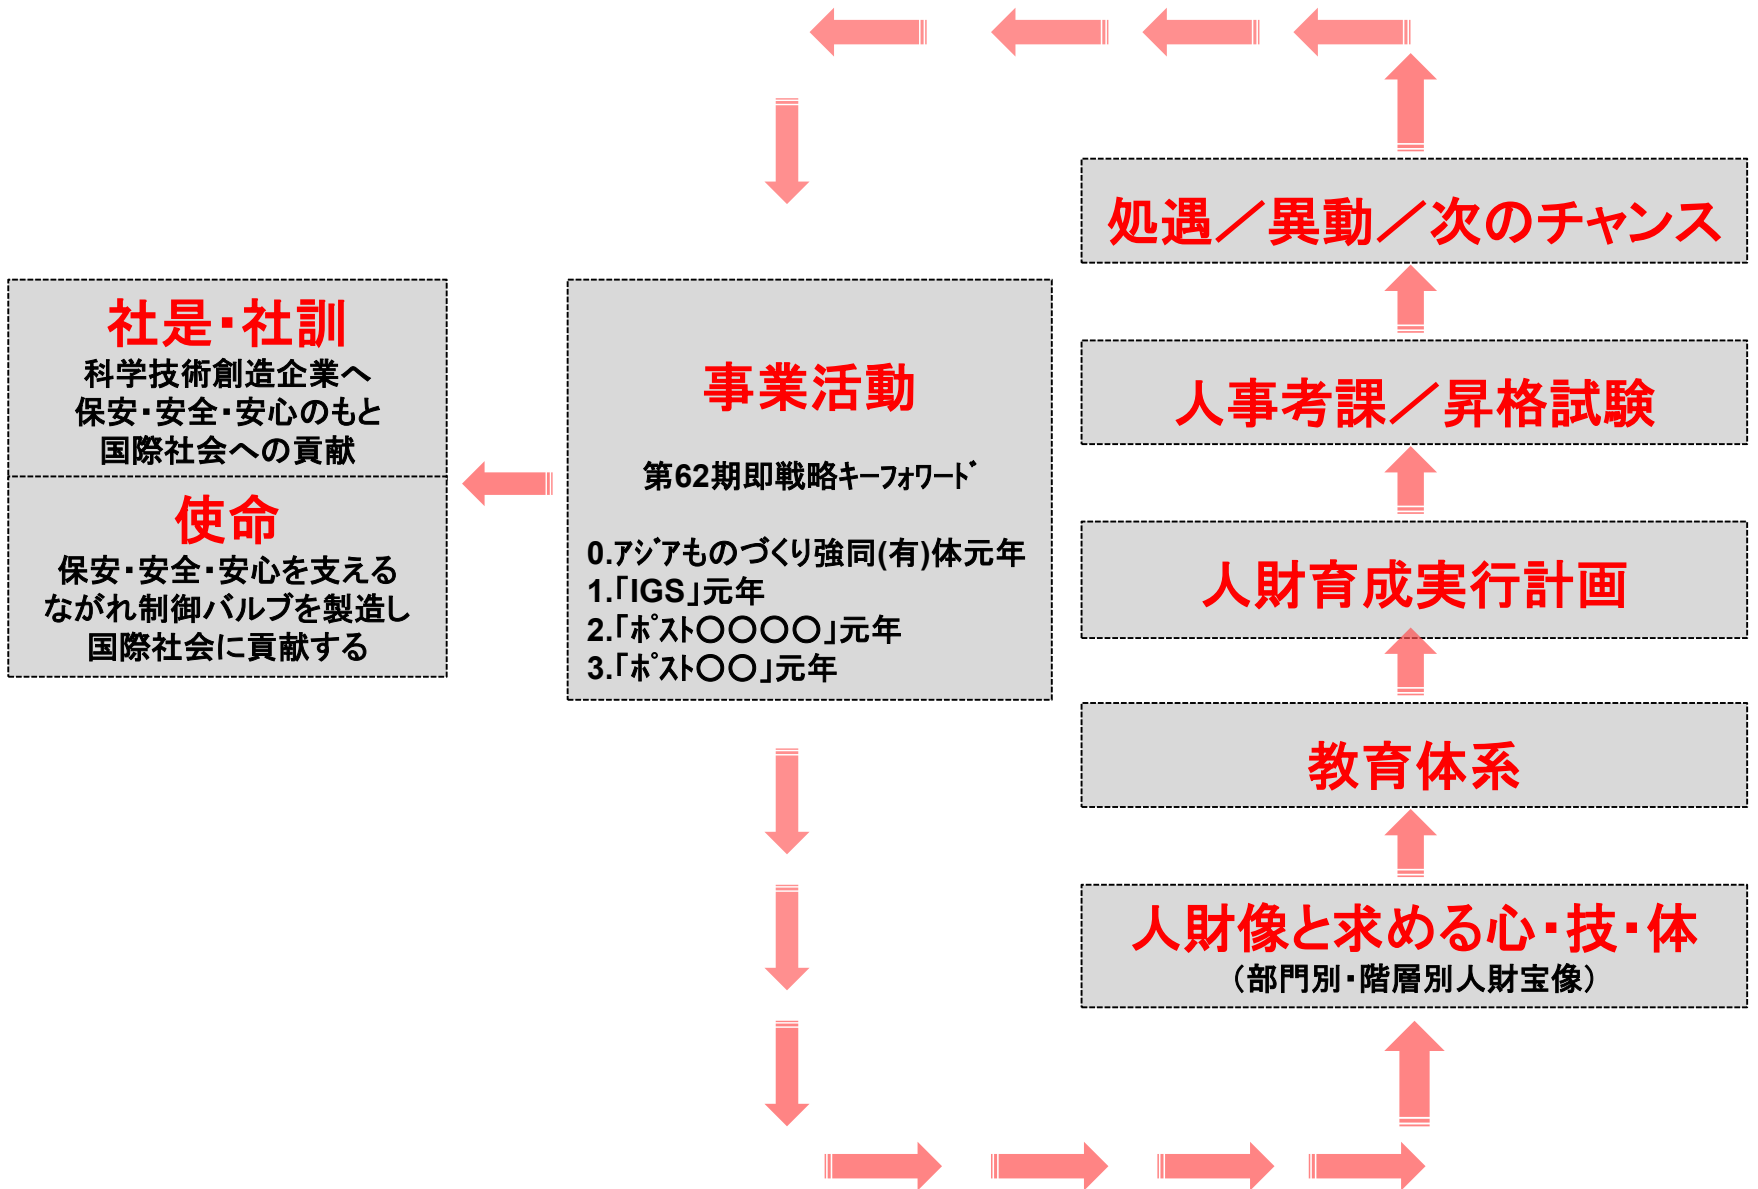 社是・社訓
科学技術創造企業へ
保安・安全・安心のもと
国際社会への貢献
使命
保安・安全・安心を支える
ながれ制御バルブを製造し
国際社会に貢献する
事業活動
第62期即戦略ｷｰﾌｫﾜｰﾄﾞ
0.ｱｼﾞｱものづくり強同(有)体元年
1.｢IGS｣元年
2.｢ﾎﾟｽﾄ〇〇〇〇｣元年
3.｢ﾎﾟｽﾄ〇〇｣元年
処遇／異動／次のチャンス
人事考課／昇格試験
人財育成実行計画
教育体系
人財像と求める心・技・体
（部門別・階層別人財宝像）